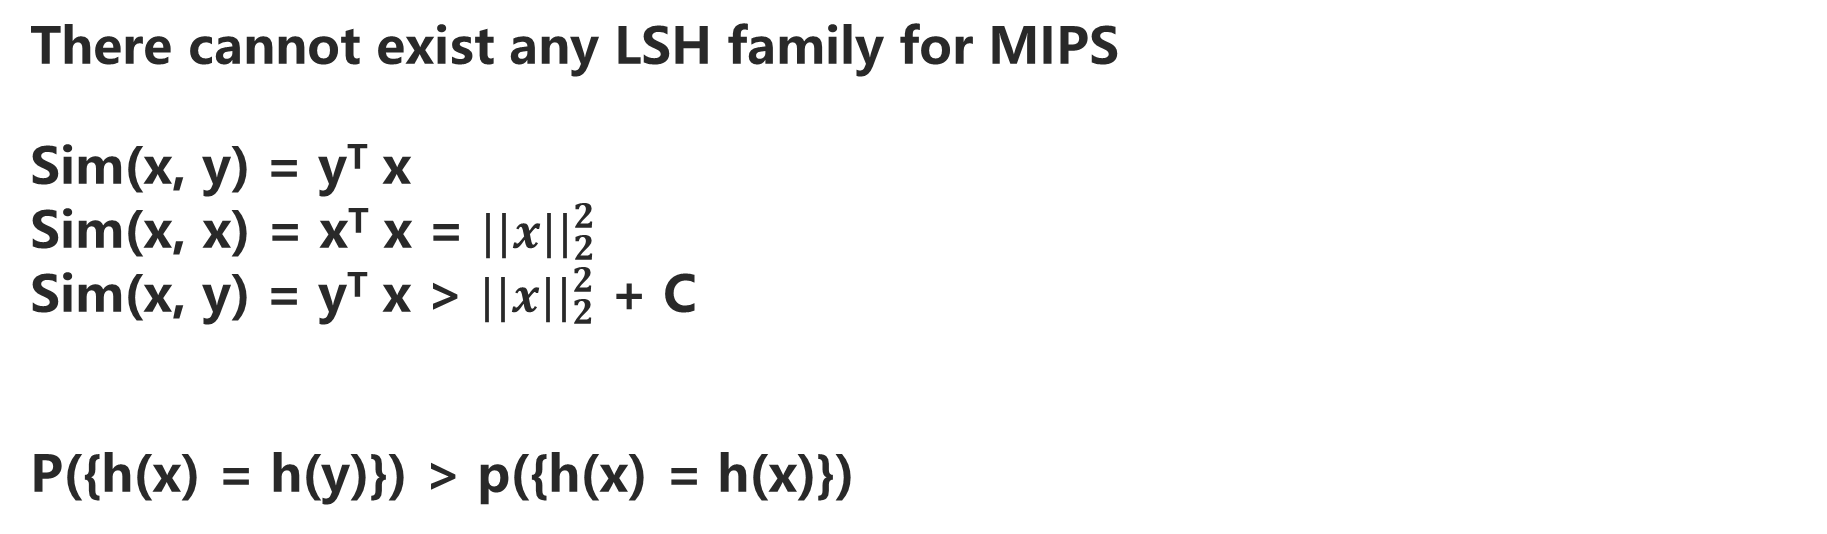 There cannot exist any LSH family for MIPS
Sim(x, y) = yᵀ x
Sim(x, x) = xᵀ x = ||x||₂²
Sim(x, y) = yᵀ x > ||x||₂² + C
P({h(x) = h(y)}) > p({h(x) = h(x)})